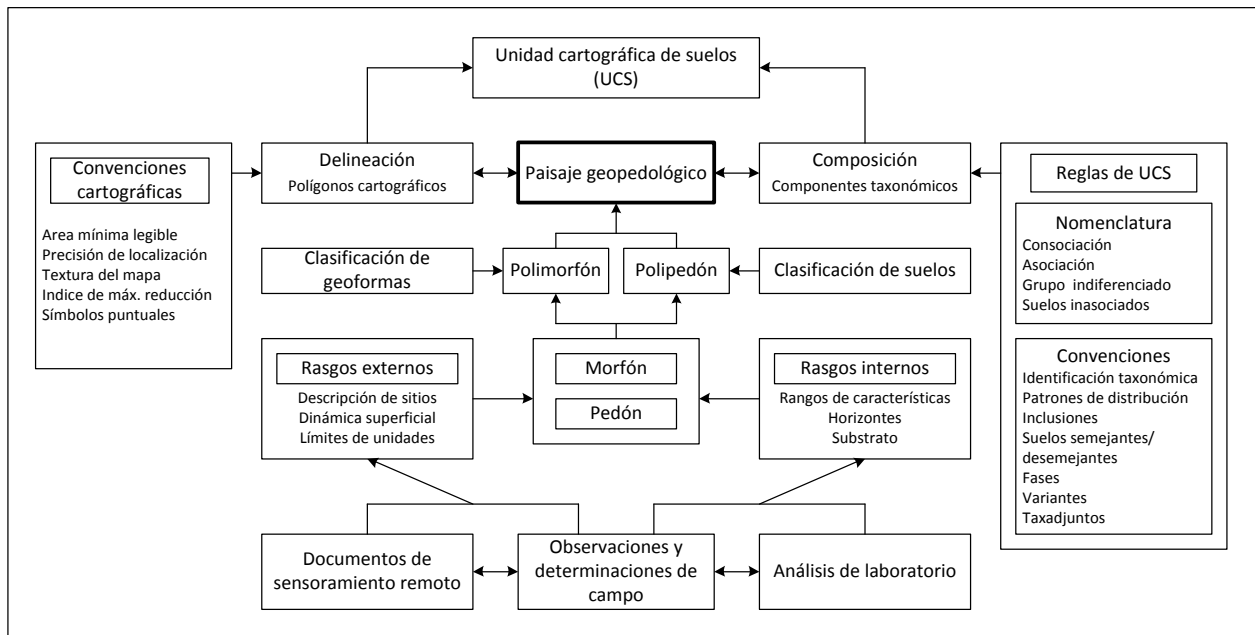 Unidad cartográfica de suelos
(UCS)
Convenciones
cartográficas
Area mínima legible
Precisión de localización
Textura del mapa
Indice de máx. reducción
Símbolos puntuales
Delineación
Polígonos cartográficos
Paisaje geopedológico
Composición
Componentes taxonómicos
Reglas de UCS
Nomenclatura
Consociación
Asociación
Grupo indiferenciado
Suelos inasociados
Convenciones
Identificación taxonómica
Patrones de distribución
Inclusiones
Suelos semejantes/
desemejantes
Fases
Variantes
Taxadjuntos
Clasificación de
geoformas
Polimorfón
Polipedón
Clasificación de suelos
Rasgos externos
Descripción de sitios
Dinámica superficial
Límites de unidades
Morfón
Pedón
Rasgos internos
Rangos de características
Horizontes
Substrato
Documentos de
sensoramiento remoto
Observaciones y
determinaciones de
campo
Análisis de laboratorio